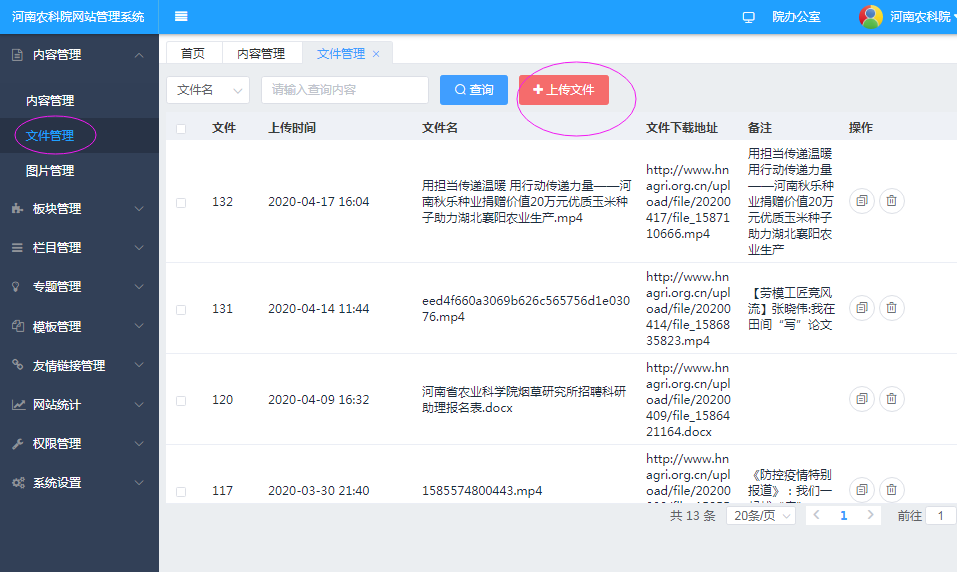 河南农科院网站管理系统
院办公室
河南农科院
内容管理
内容管理
文件管理
图片管理
板块管理
栏目管理
专题管理
模板管理
友情链接管理
网站统计
权限管理
系统设置
首页
内容管理
文件管理 ×
文件名
请输入查询内容
查询
上传文件
文件 上传时间 文件名 文件下载地址 备注 操作
132
2020-04-17 16:04
用担当传递温暖 用行动传递力量——河
南秋乐种业捐赠价值20万元优质玉米种
子助力湖北襄阳农业生产.mp4
http://www.hn
agri.org.cn/upl
oad/file/20200
417/file_15871
10666.mp4
用担当传递温暖
用行动传递力量
——河南秋乐种
业捐赠价值20万
元优质玉米种子
助力湖北襄阳农
业生产
131
2020-04-14 11:44
eed4f660a3069b626c565756d1e030
76.mp4
http://www.hn
agri.org.cn/upl
oad/file/20200
414/file_15868
35823.mp4
【劳模工匠竞风
流】张晓伟:我在
田间“写”论文
120
2020-04-09 16:32
河南省农业科学院烟草研究所招聘科研
助理报名表.docx
http://www.hn
agri.org.cn/upl
oad/file/20200
409/file_15864
21164.docx
117
2020-03-30 21:40
1585574800443.mp4
http://www.hn
agri.org.cn/upl
oad/file/20200
《防控疫情特别
报道》：我们一
共 13 条
20条/页
1
前往 1